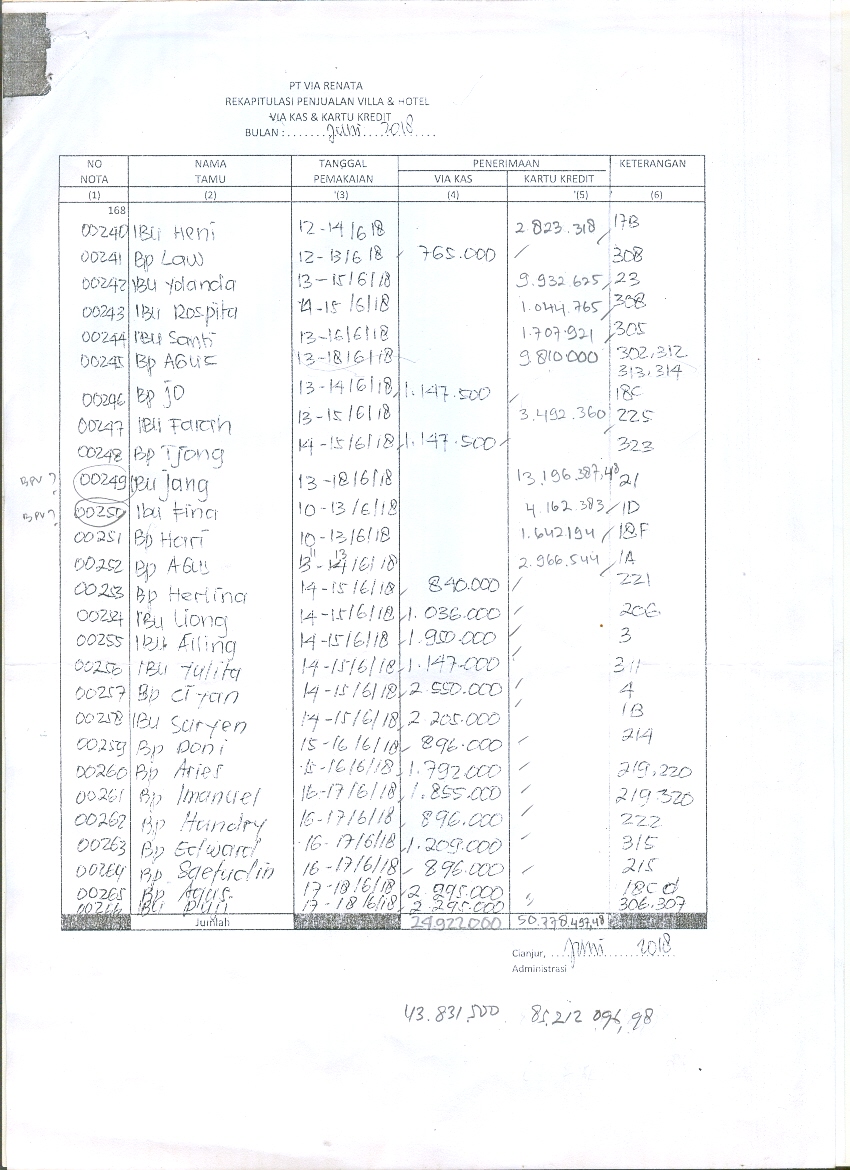 PT VIA RENATA
REKAPITULASI PENJUALAN VILLA & HOTEL
VIA KAS & KARTU KREDIT
BULAN : Juni 2018
NO NOTA NAMA TAMU TANGGAL PEMAKAIAN PENERIMAAN KETERANGAN
VIA KAS KARTU KREDIT
(1) (2) '(3) (4) '(5) (6)
168
00240 IBU Heni 12-14/6/18 2.823.318 17B
00241 Bp Law 12-13/6/18 765.000 308
00242 IBU Yolanda 13-15/6/18 9.932.625 23
00243 IBU Rospita 14-15/6/18 1.044.765 308
00244 IBU Santi 13-16/6/18 1.707.921 305
00245 Bp AGUS 13-18/6/18 9.810.000 302.312.
313.314
00246 Bp JO 13-14/6/18 1.147.500 18C
00247 IBU Farah 13-15/6/18 3.492.360 225
00248 Bp Tjong 14-15/6/18 1.147.500 323
BPV? 00249 IBU Jang 13-18/6/18 13.196.387,48 21
BPV? 00250 Ibu Fina 10-13/6/18 4.162.383 1D
00251 Bp Hari 10-13/6/18 1.642194 18.F
00252 Bp AGUS 11 13 /6/18 2.966.544 1A
00253 Bp Herlina 14-15/6/18 840.000 221
00254 IBU Liong 14-15/6/18 1.036.000 206
00255 IBU Alling 14-15/6/18 1.950.000 3
00256 IBU Yulita 14-15/6/18 1.147.000 311
00257 Bp 14-15/6/18 2.550.000 4
00258 IBU Suryen 14-15/6/18 2.205.000 1B
00259 Bp Doni 15-16/6/18 896.000 214
00260 Bp Aries 15-16/6/18 1.792.000 219.220
00261 Bp Imanuel 16-17/6/18 1.855.000 219 320
00262 Bp Handry 16-17/6/18 896.000 222
00263 Bp Edward 16-17/6/18 1.209.000 315
00264 Bp Saefudin 16-17/6/18 896.000 215
00265 Bp Agus. 17-18/6/18 2.995.000 18C d
00266 IBU 17-18/6/18 2.295.000 306.307
Jumlah 24.922.000 50.778.497,48
Cianjur, Juni 2018
Administrasi
43.831.500 85.212.096,98